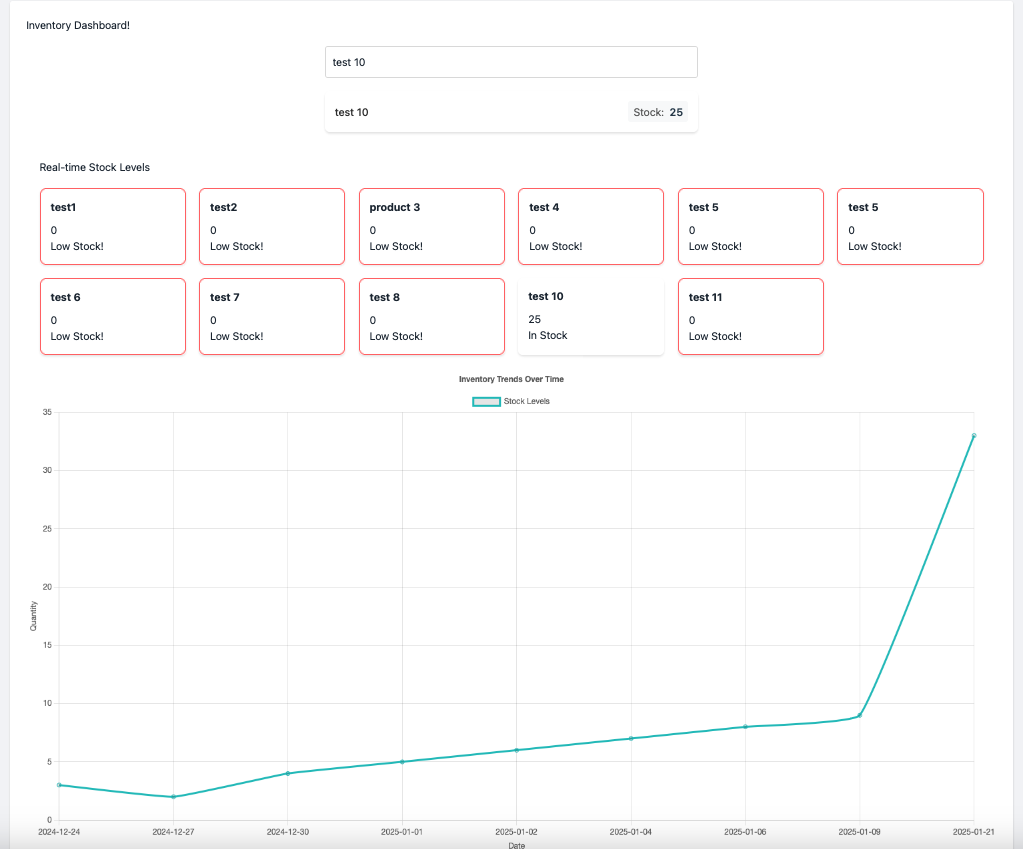 Inventory Dashboard!
test 10
test 10 Stock: 25
Real-time Stock Levels
test1 test2 product 3 test 4 test 5 test 5
0 0 0 0 0 0
Low Stock! Low Stock! Low Stock! Low Stock! Low Stock! Low Stock!
test 6 test 7 test 8 test 10 test 11
0 0 0 25 0
Low Stock! Low Stock! Low Stock! In Stock Low Stock!
Inventory Trends Over Time
Stock Levels
35
30
25
20
Quantity
15
10
5
0
2024-12-24 2024-12-27 2024-12-30 2025-01-01 2025-01-02 2025-01-04 2025-01-06 2025-01-09 2025-01-21
Date